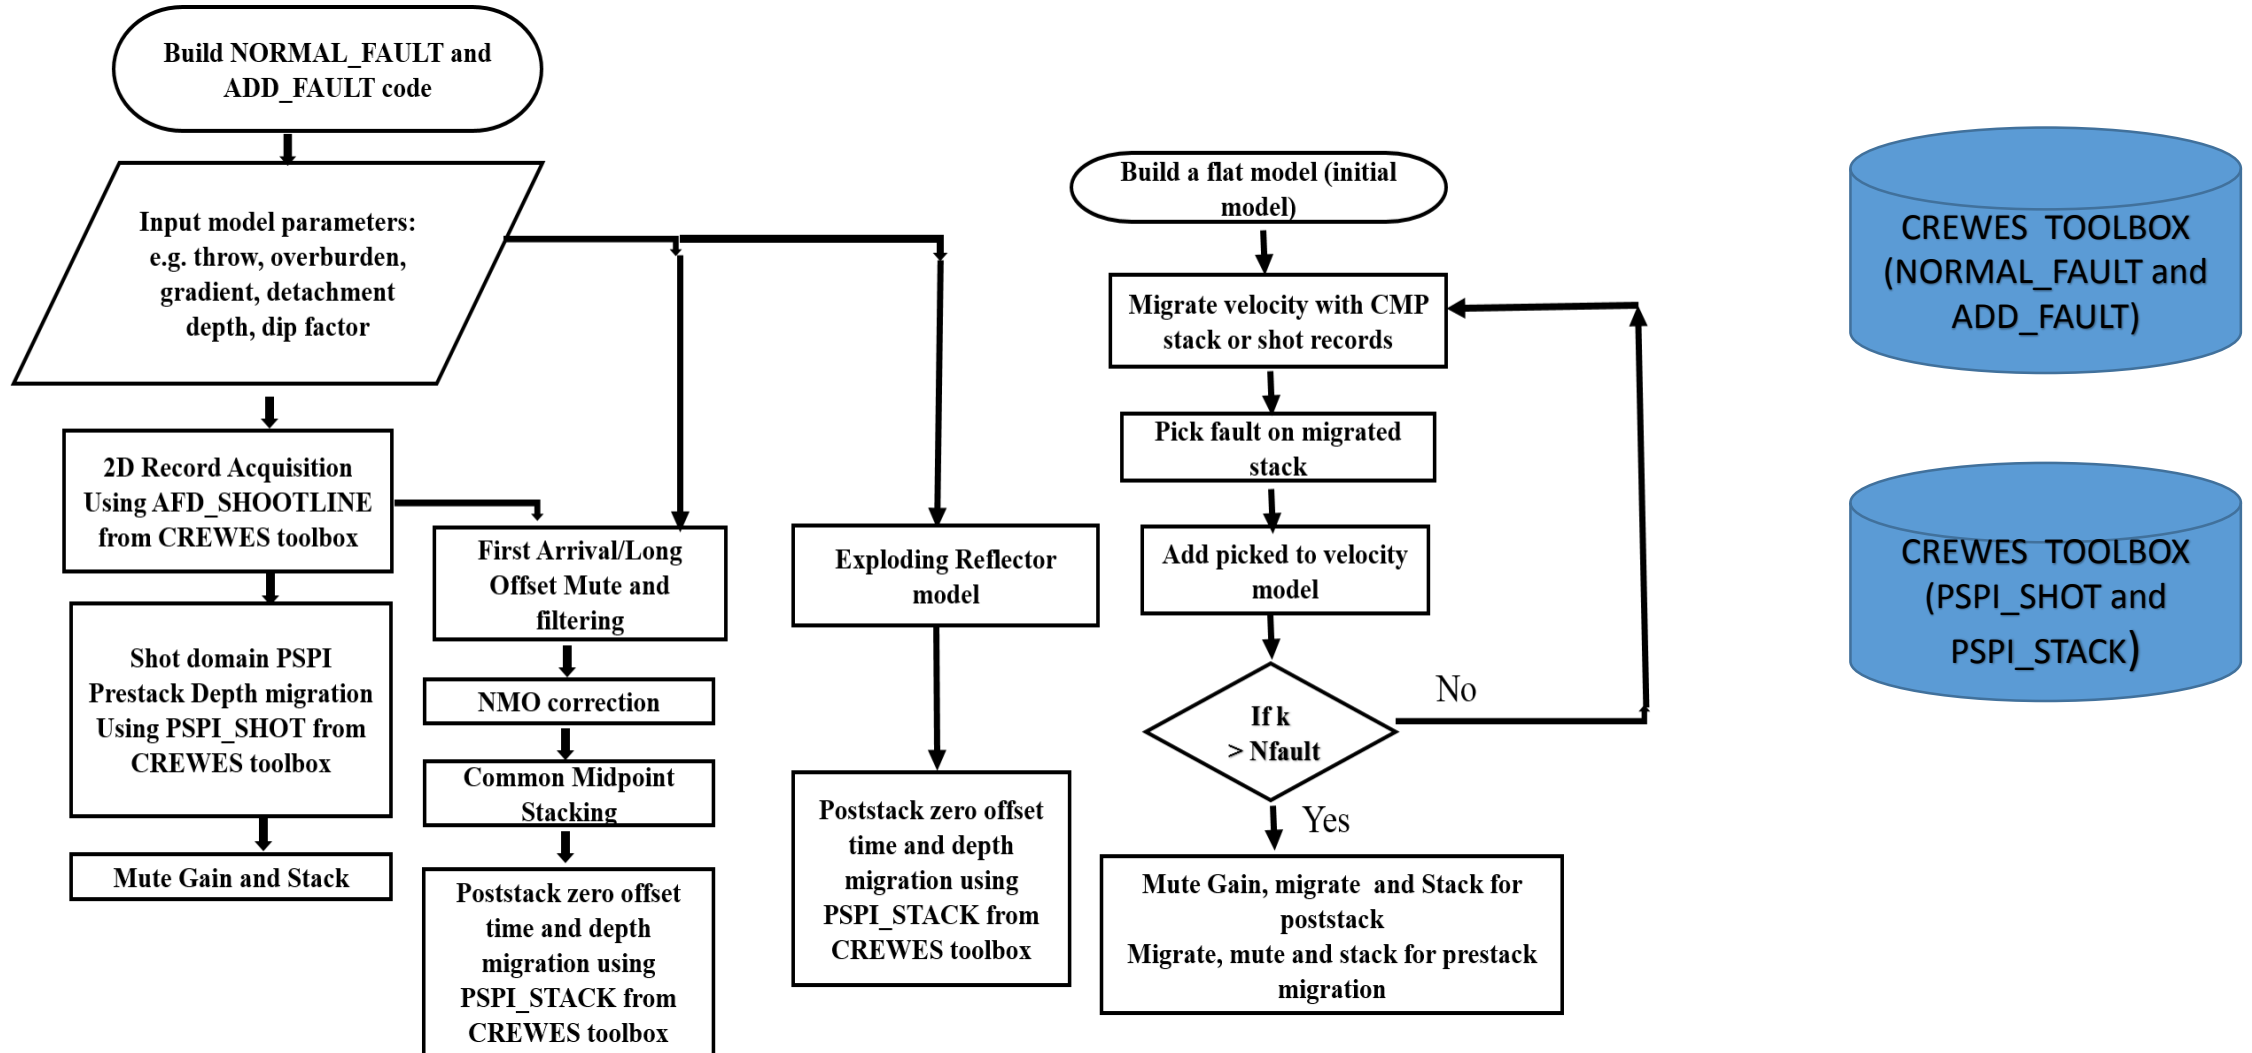 Build NORMAL_FAULT and
ADD_FAULT code
Input model parameters:
e.g. throw, overburden,
gradient, detachment
depth, dip factor
2D Record Acquisition
Using AFD_SHOOTLINE
from CREWES toolbox
Shot domain PSPI
Prestack Depth migration
Using PSPI_SHOT from
CREWES toolbox
Mute Gain and Stack
First Arrival/Long
Offset Mute and
filtering
NMO correction
Common Midpoint
Stacking
Poststack zero offset
time and depth
migration using
PSPI_STACK from
CREWES toolbox
Exploding Reflector
model
Poststack zero offset
time and depth
migration using
PSPI_STACK from
CREWES toolbox
Build a flat model (initial
model)
Migrate velocity with CMP
stack or shot records
Pick fault on migrated
stack
Add picked to velocity
model
If k
> Nfault
No
Yes
Mute Gain, migrate  and Stack for
poststack
Migrate, mute and stack for prestack
migration
CREWES  TOOLBOX
(NORMAL_FAULT and
ADD_FAULT)
CREWES  TOOLBOX
(PSPI_SHOT and
PSPI_STACK)